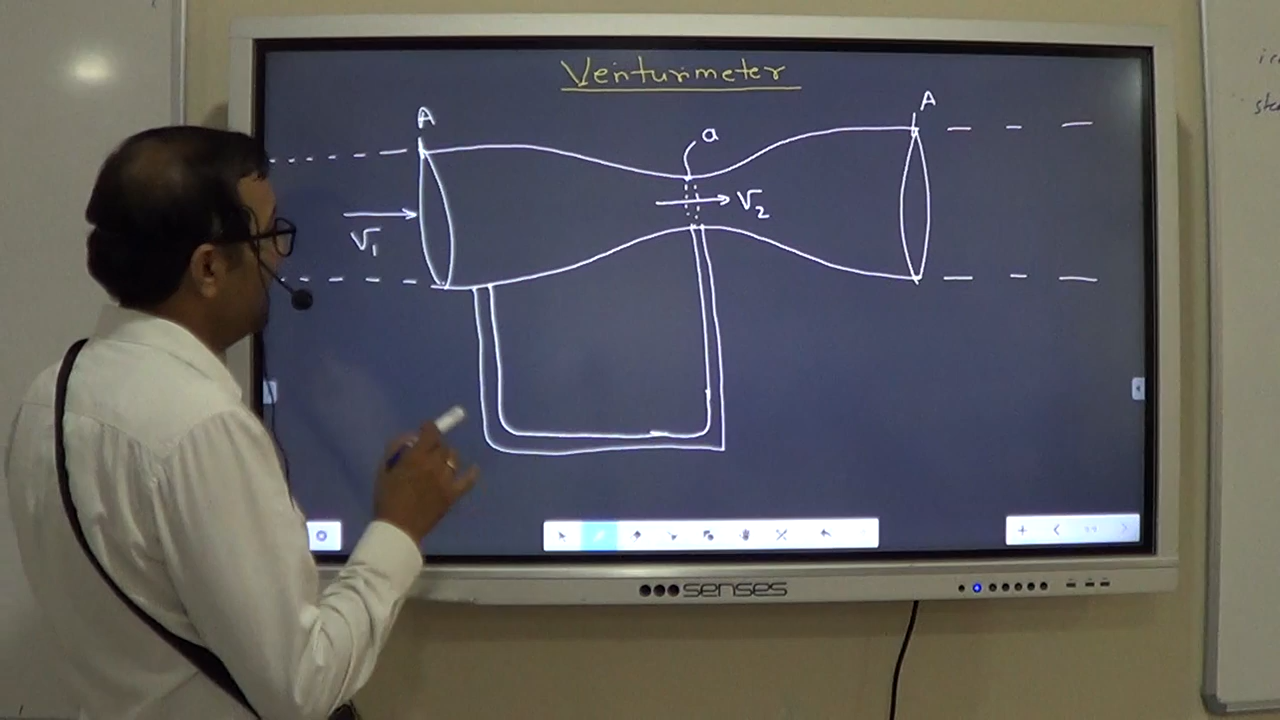 Venturimeter
A
A
a
V₁
V₂
senses